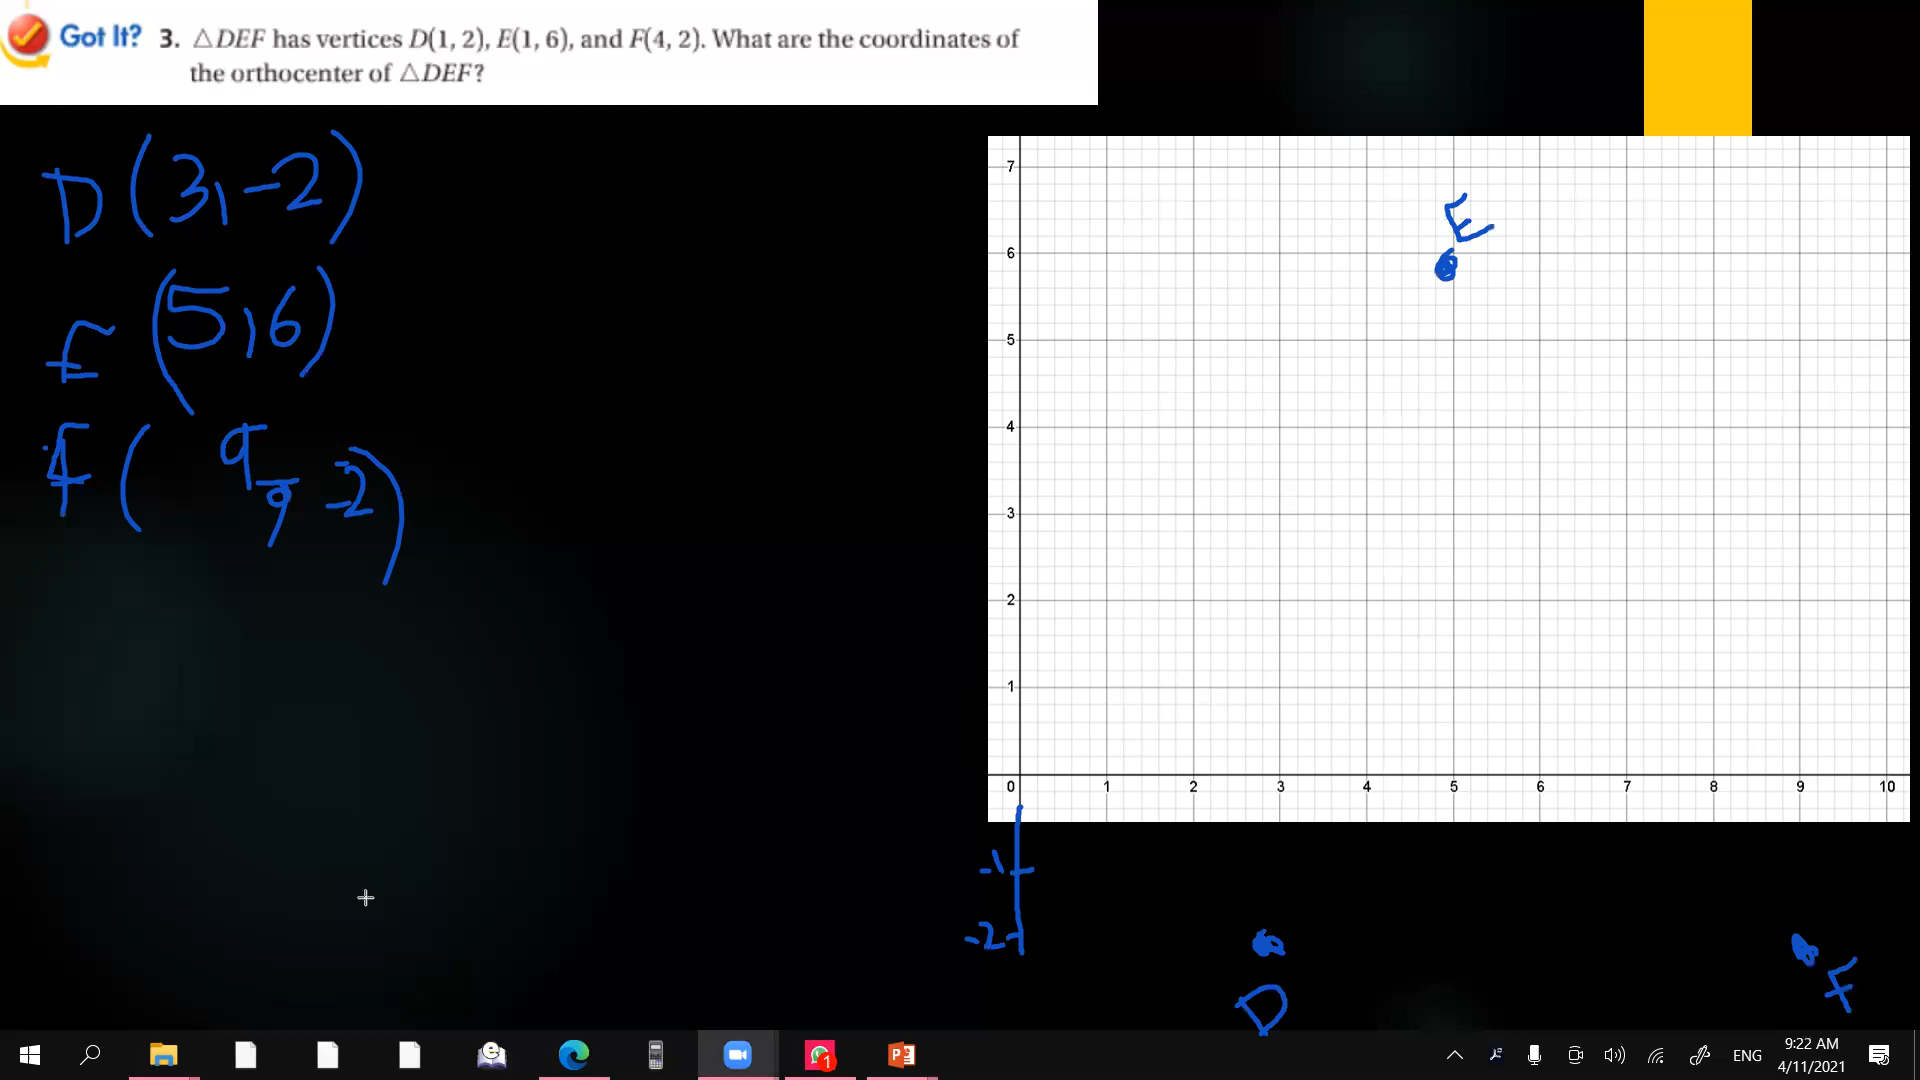 Got It? 3. △DEF has vertices D(1, 2), E(1, 6), and F(4, 2). What are the coordinates of
the orthocenter of △DEF?
D (3, -2)
E (5, 6)
F ( 9, -2)
E
7
6
5
4
3
2
1
0 1 2 3 4 5 6 7 8 9 10
-1
-2
D
F
1
ENG
9:22 AM
4/11/2021